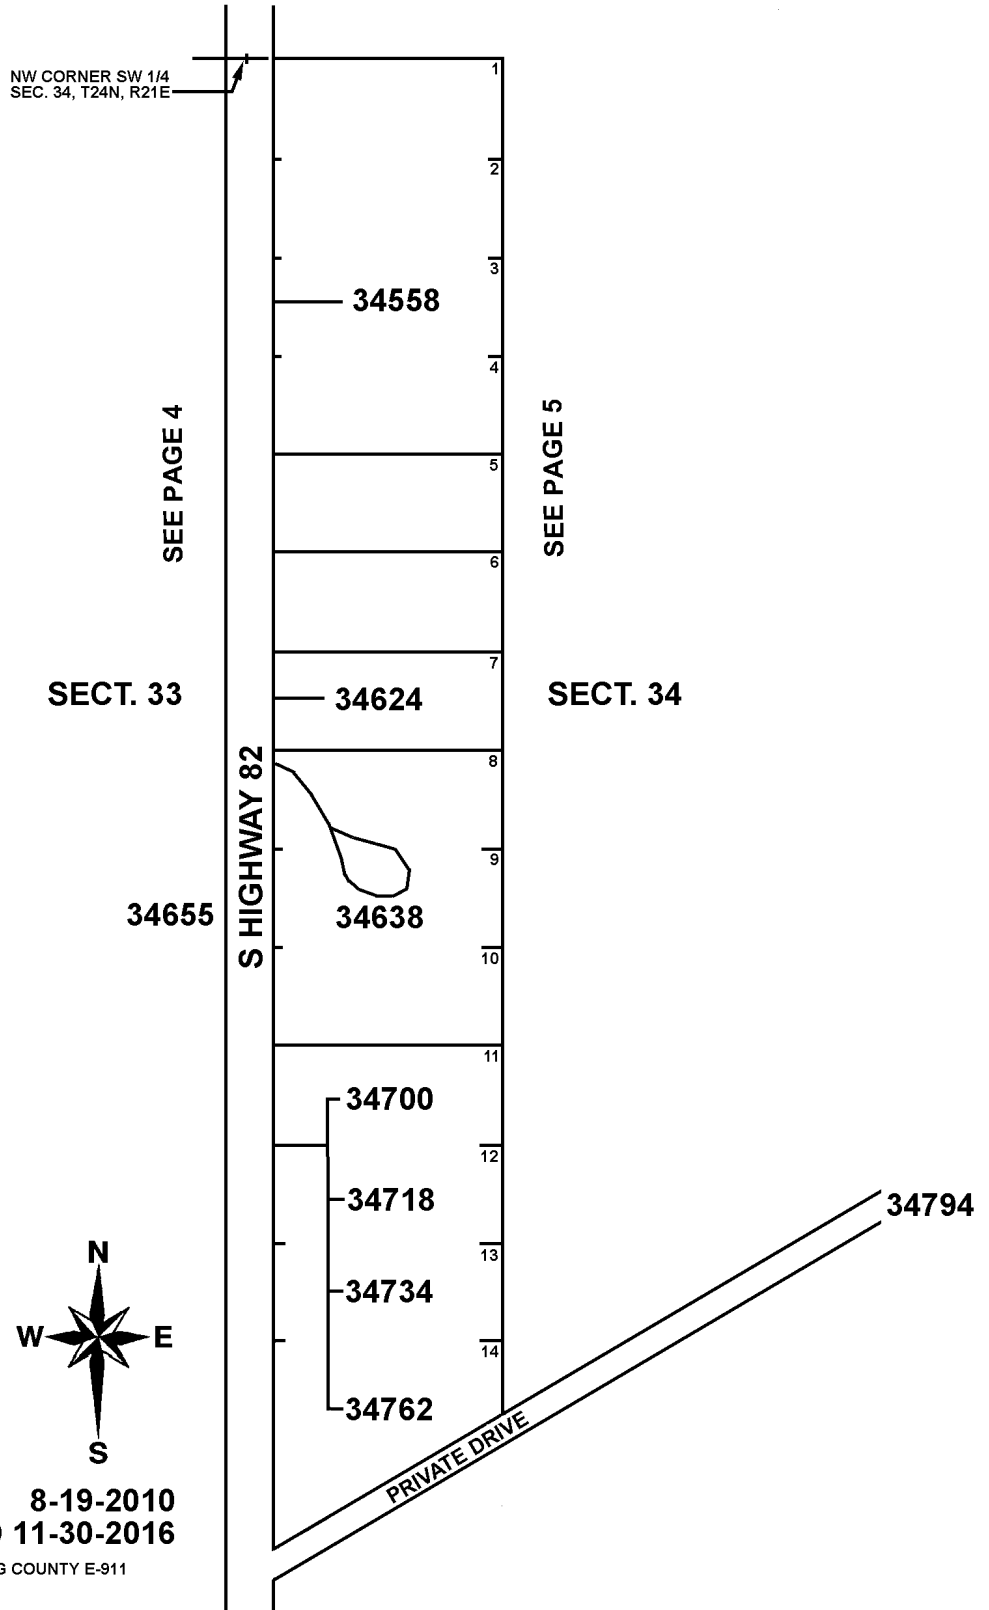 NW CORNER SW 1/4
SEC. 34, T24N, R21E
1
2
3
34558
4
SEE PAGE 4
SEE PAGE 5
5
6
7
SECT. 33
34624
SECT. 34
8
S HIGHWAY 82
9
34655
34638
10
11
34700
12
34718
34794
13
34734
14
34762
PRIVATE DRIVE
N
W
E
S
8-19-2010
11-30-2016
COUNTY E-911